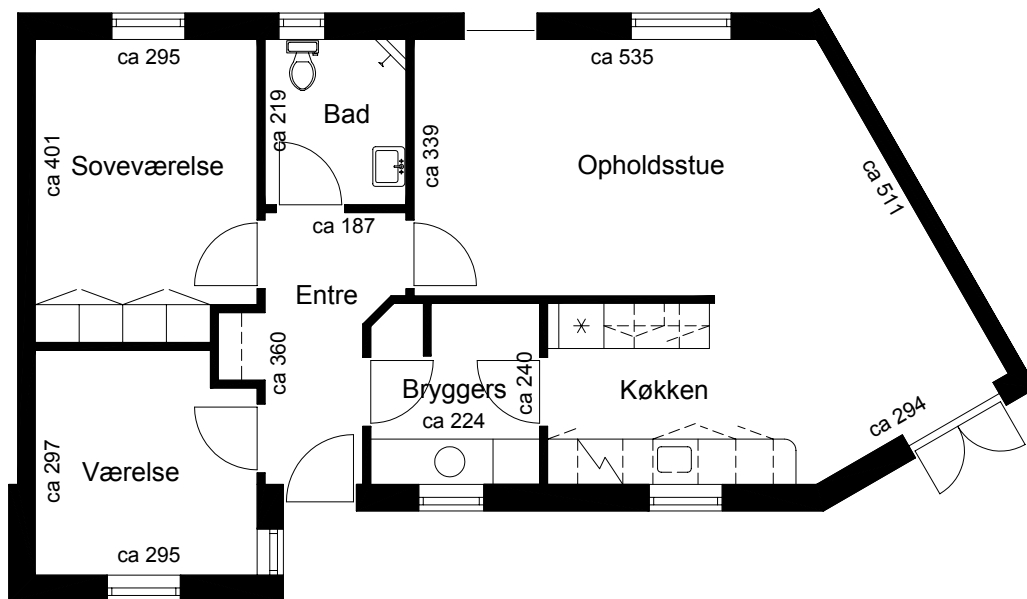 ca 295
ca 535
ca 219
Bad
ca 401
Soveværelse
ca 339
Opholdsstue
ca 511
ca 187
Entre
ca 360
Bryggers
ca 240
Køkken
ca 224
ca 294
ca 297
Værelse
ca 295